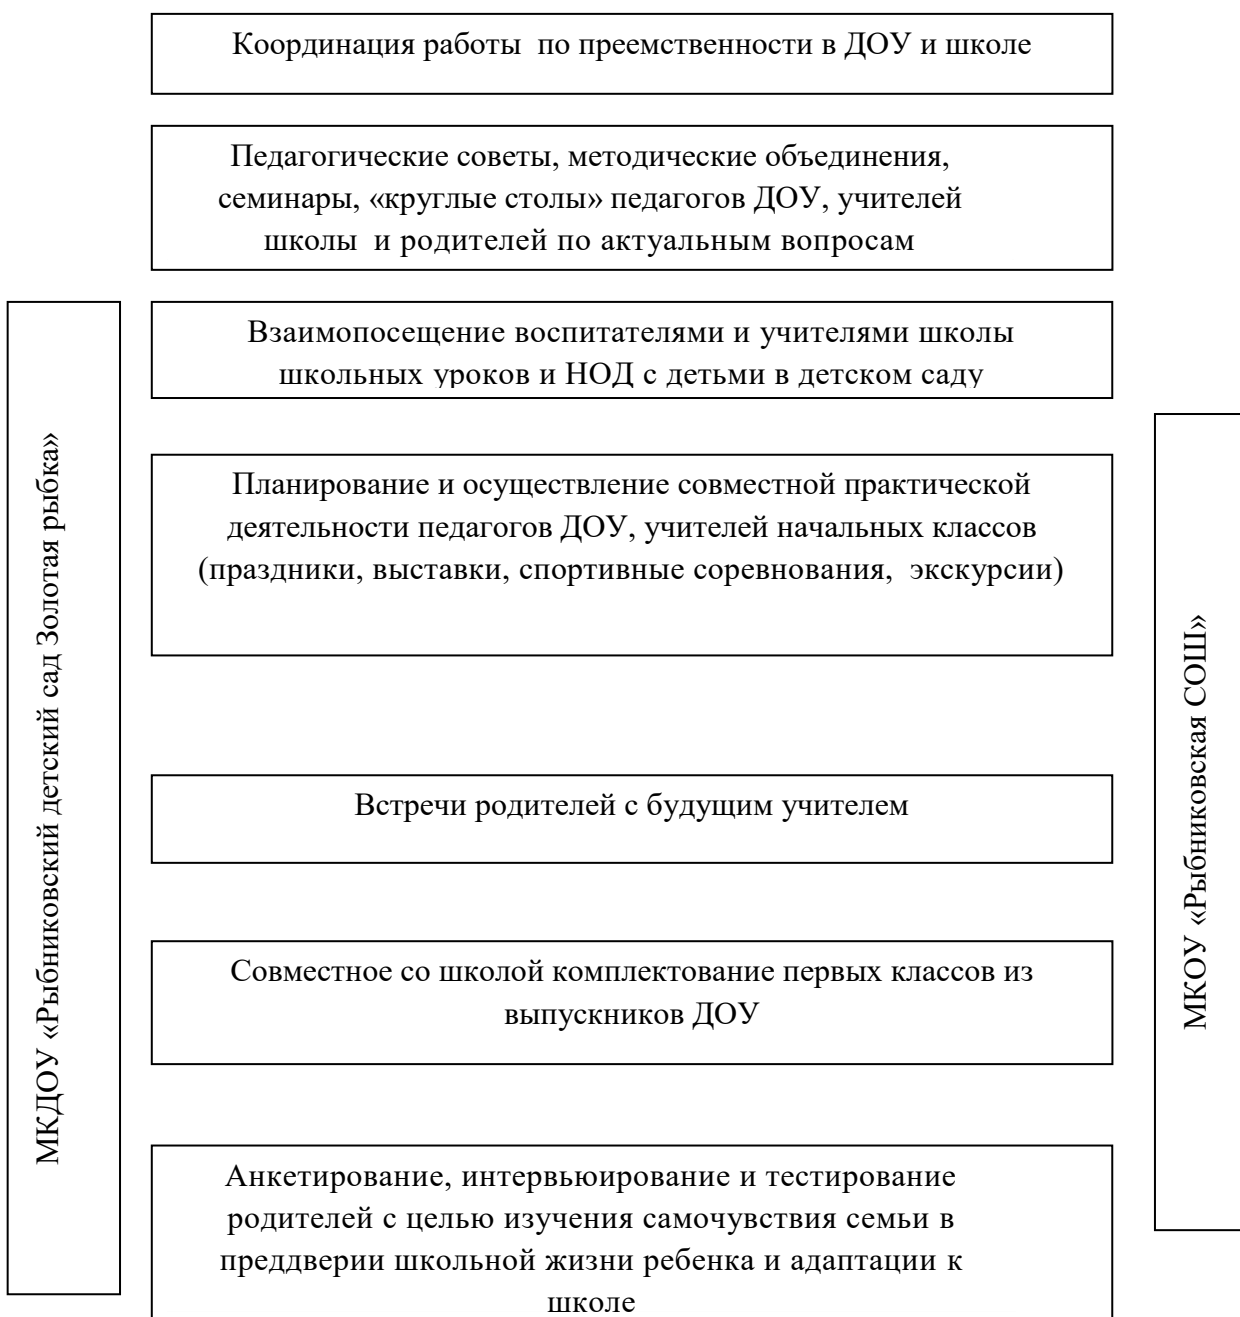 Координация работы по преемственности в ДОУ и школе
Педагогические советы, методические объединения,
семинары, «круглые столы» педагогов ДОУ, учителей
школы и родителей по актуальным вопросам
Взаимопосещение воспитателями и учителями школы
школьных уроков и НОД с детьми в детском саду
МКДОУ «Рыбниковский детский сад Золотая рыбка»
Планирование и осуществление совместной практической
деятельности педагогов ДОУ, учителей начальных классов
(праздники, выставки, спортивные соревнования, экскурсии)
МКОУ «Рыбниковская СОШ»
Встречи родителей с будущим учителем
Совместное со школой комплектование первых классов из
выпускников ДОУ
Анкетирование, интервьюирование и тестирование
родителей с целью изучения самочувствия семьи в
преддверии школьной жизни ребенка и адаптации к
школе